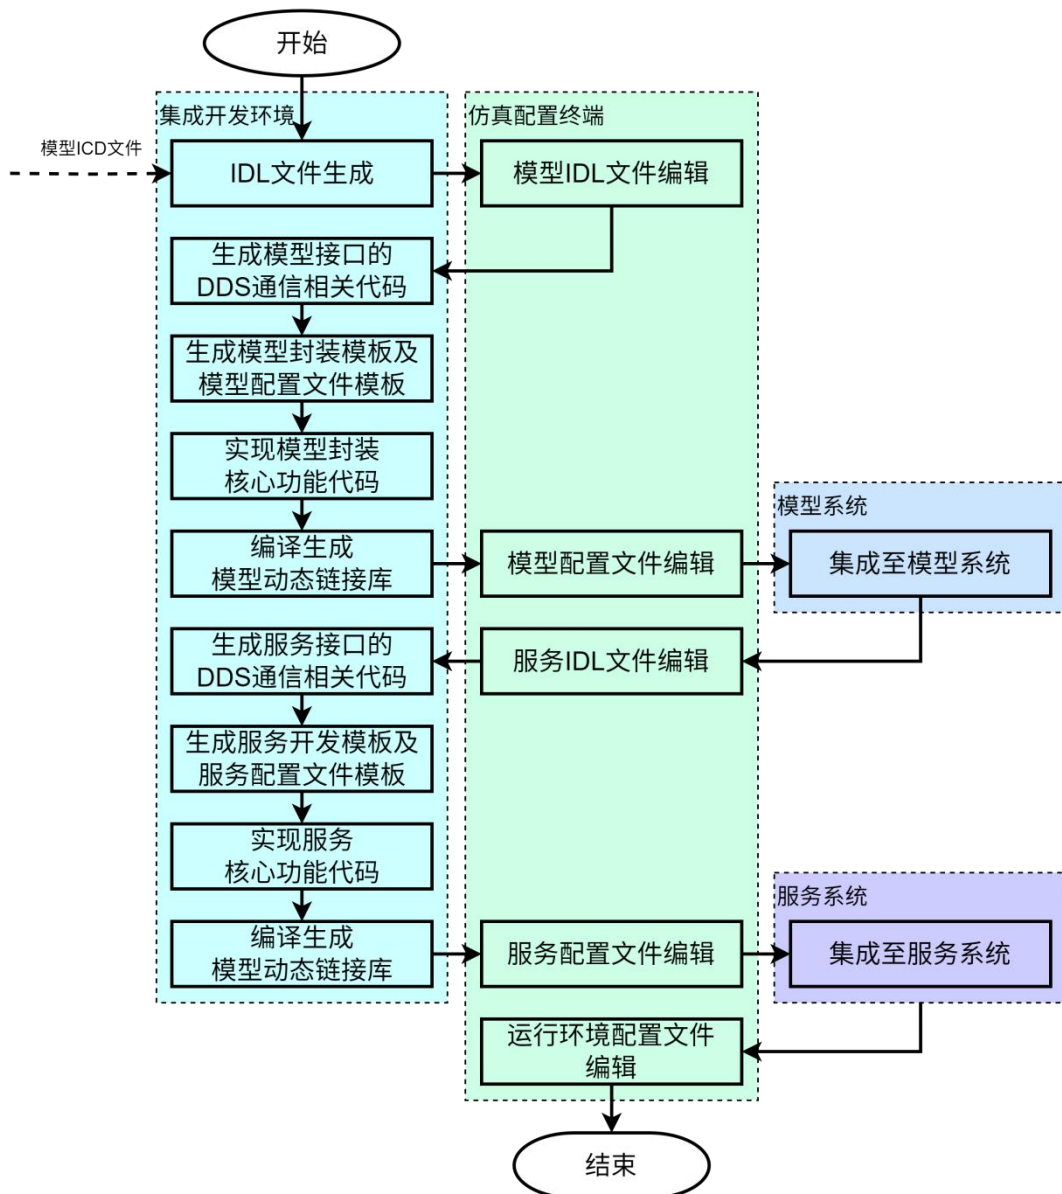 开始
集成开发环境
仿真配置终端
模型ICD文件
IDL文件生成
模型IDL文件编辑
生成模型接口的
DDS通信相关代码
生成模型封装模板及
模型配置文件模板
实现模型封装
核心功能代码
模型系统
编译生成
模型动态链接库
模型配置文件编辑
集成至模型系统
生成服务接口的
DDS通信相关代码
服务IDL文件编辑
生成服务开发模板及
服务配置文件模板
实现服务
核心功能代码
服务系统
编译生成
模型动态链接库
服务配置文件编辑
集成至服务系统
运行环境配置文件
编辑
结束